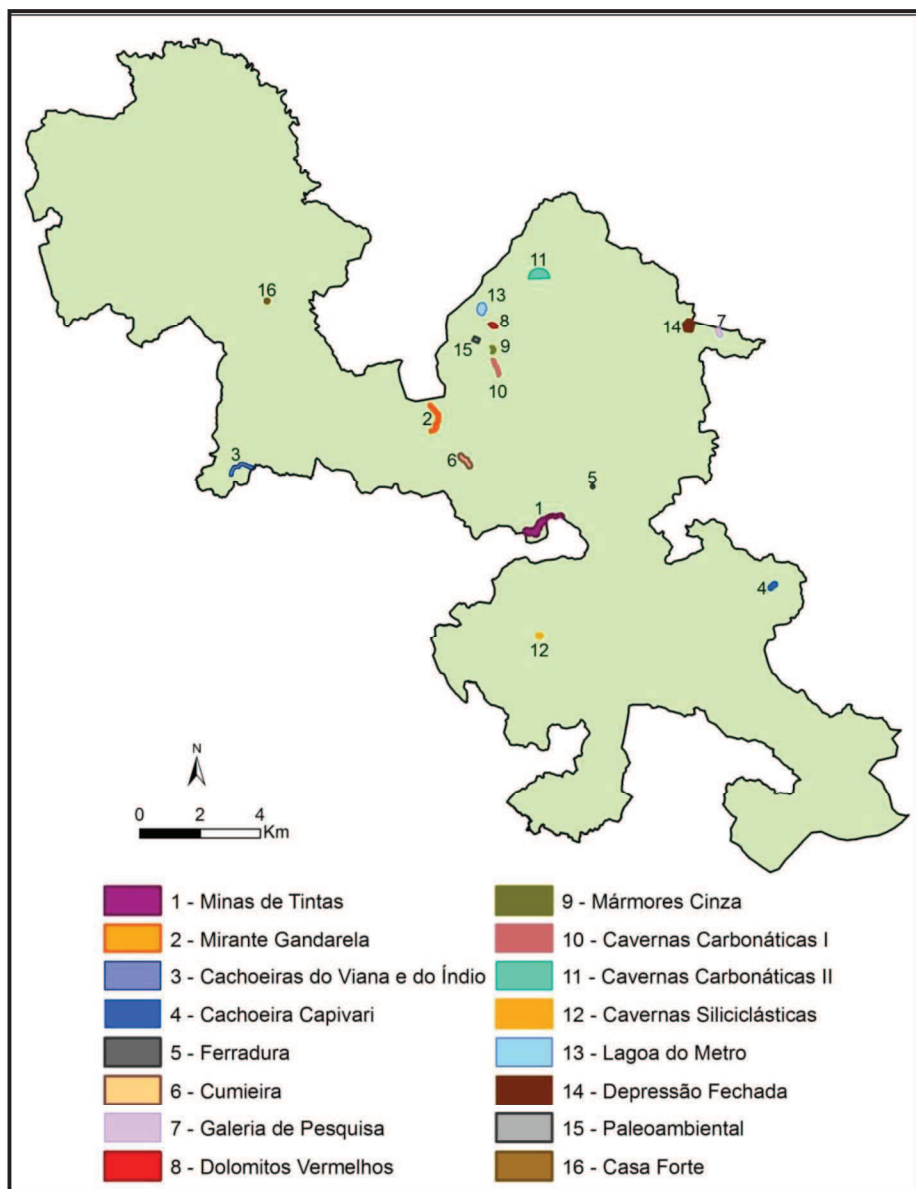 11
16
13
8
14
7
15
9
10
2
3
6
5
1
4
12
N
0 2 4
Km
1 - Minas de Tintas
2 - Mirante Gandarela
3 - Cachoeiras do Viana e do Índio
4 - Cachoeira Capivari
5 - Ferradura
6 - Cumieira
7 - Galeria de Pesquisa
8 - Dolomitos Vermelhos
9 - Mármores Cinza
10 - Cavernas Carbonáticas I
11 - Cavernas Carbonáticas II
12 - Cavernas Siliciclásticas
13 - Lagoa do Metro
14 - Depressão Fechada
15 - Paleoambiental
16 - Casa Forte